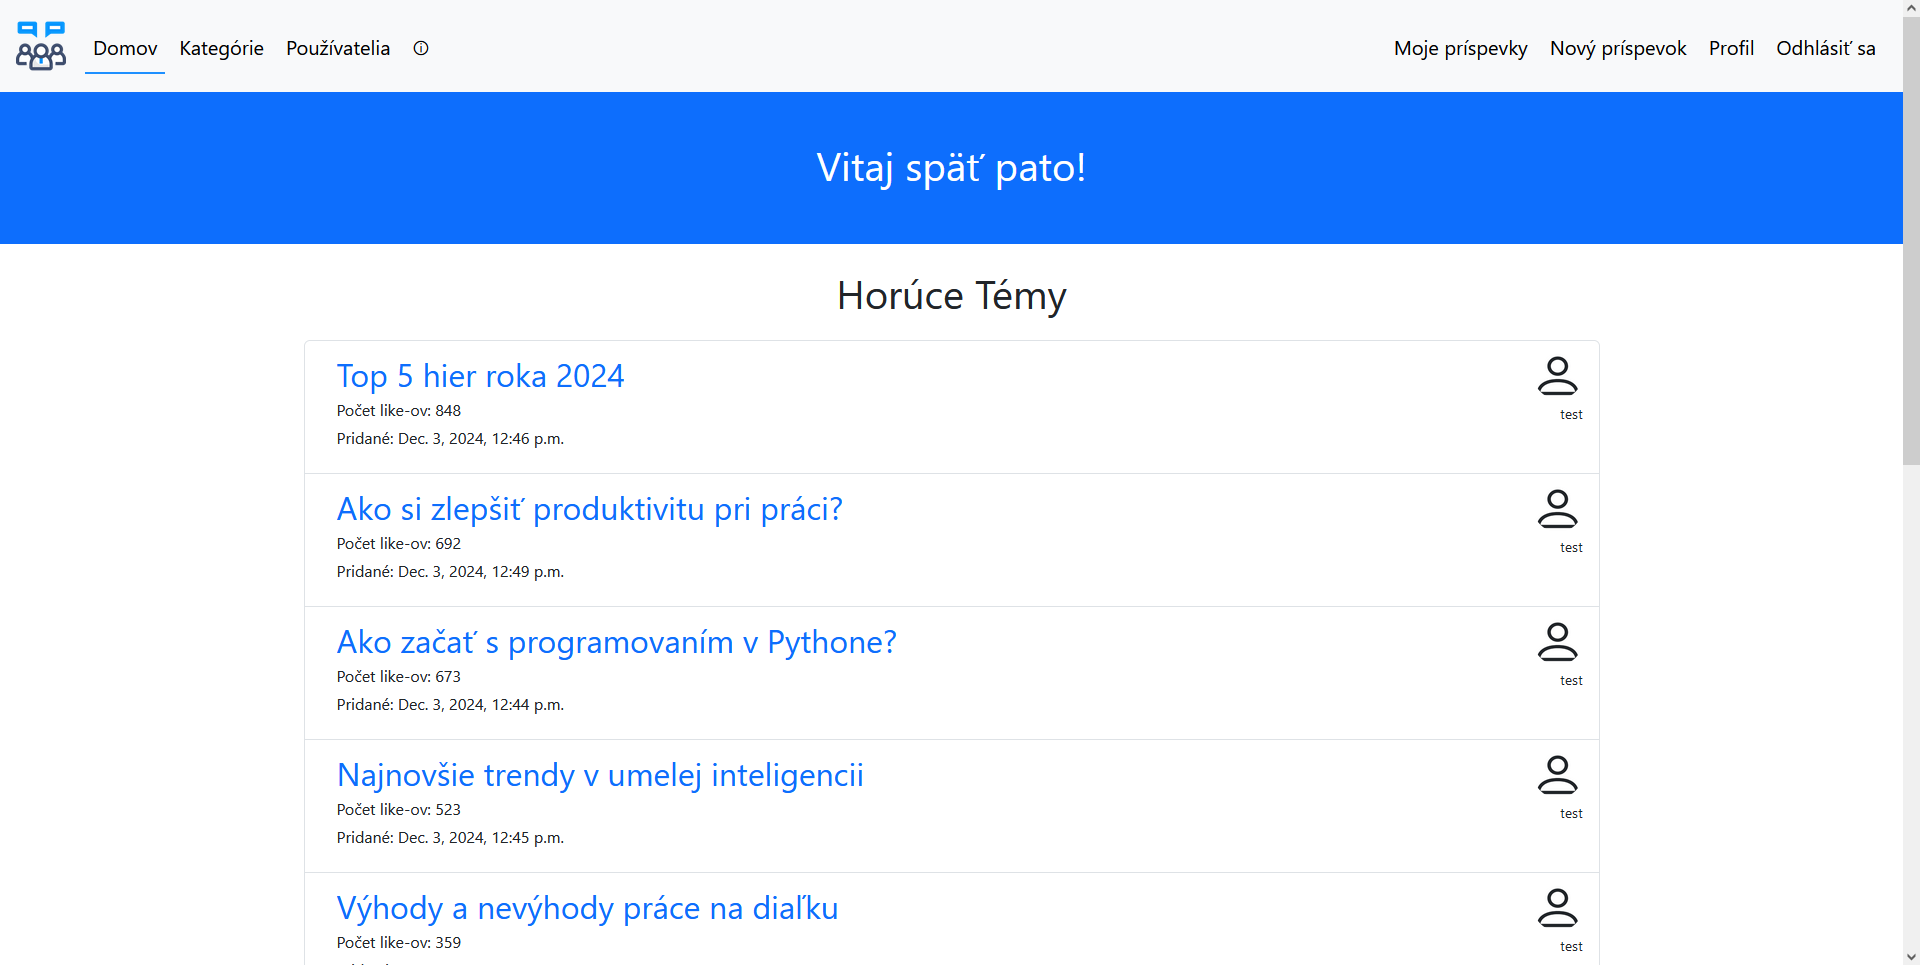 Domov Kategórie Používatelia Moje príspevky Nový príspevok Profil Odhlásiť sa
Vitaj späť pato!
Horúce Témy
Top 5 hier roka 2024
Počet like-ov: 848
test
Pridané: Dec. 3, 2024, 12:46 p.m.
Ako si zlepšiť produktivitu pri práci?
Počet like-ov: 692
test
Pridané: Dec. 3, 2024, 12:49 p.m.
Ako začať s programovaním v Pythone?
Počet like-ov: 673
test
Pridané: Dec. 3, 2024, 12:44 p.m.
Najnovšie trendy v umelej inteligencii
Počet like-ov: 523
test
Pridané: Dec. 3, 2024, 12:45 p.m.
Výhody a nevýhody práce na diaľku
Počet like-ov: 359
test